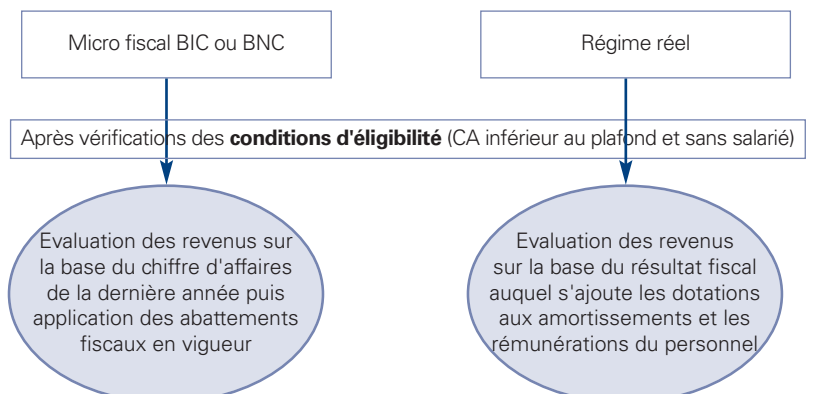 Micro fiscal BIC ou BNC
Régime réel
Après vérifications des conditions d'éligibilité (CA inférieur au plafond et sans salarié)
Evaluation des revenus sur
la base du chiffre d'affaires
de la dernière année puis
application des abattements
fiscaux en vigueur
Evaluation des revenus
sur la base du résultat fiscal
auquel s'ajoute les dotations
aux amortissements et les
rémunérations du personnel